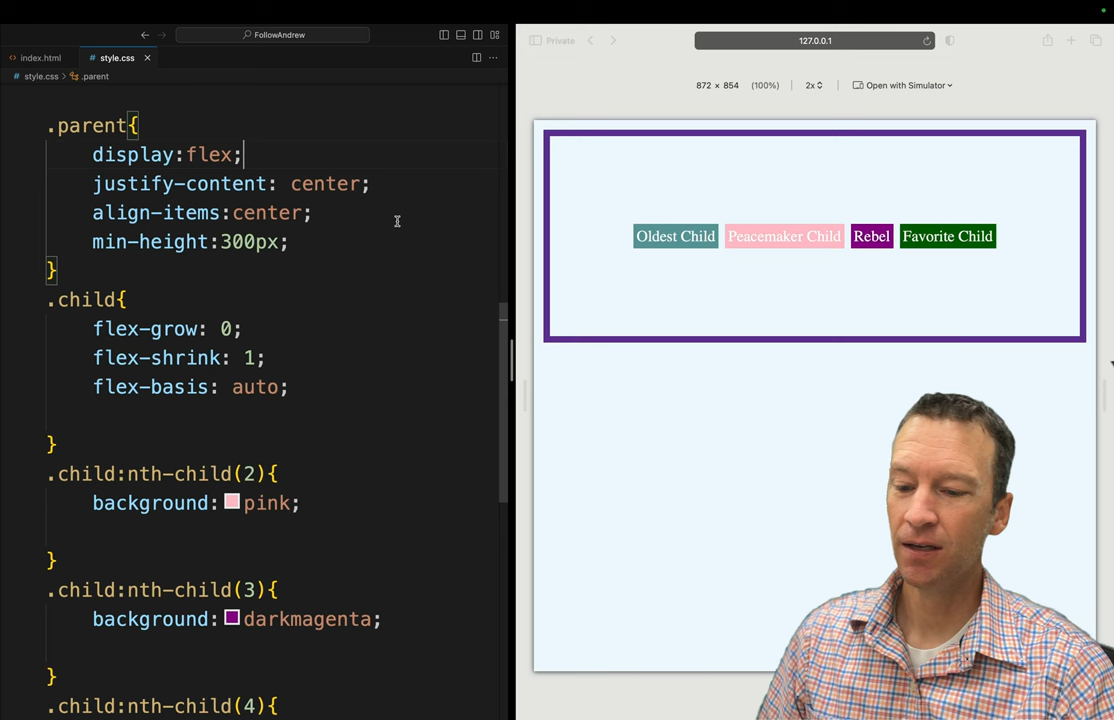 FollowAndrew
index.html
style.css
style.css > .parent
.parent{
display:flex;
justify-content: center;
align-items:center;
min-height:300px;
}
.child{
flex-grow: 0;
flex-shrink: 1;
flex-basis: auto;
}
.child:nth-child(2){
background: pink;
}
.child:nth-child(3){
background: darkmagenta;
}
.child:nth-child(4){
Private
127.0.0.1
872 × 854 (100%) 2x Open with Simulator
Oldest Child Peacemaker Child Rebel Favorite Child